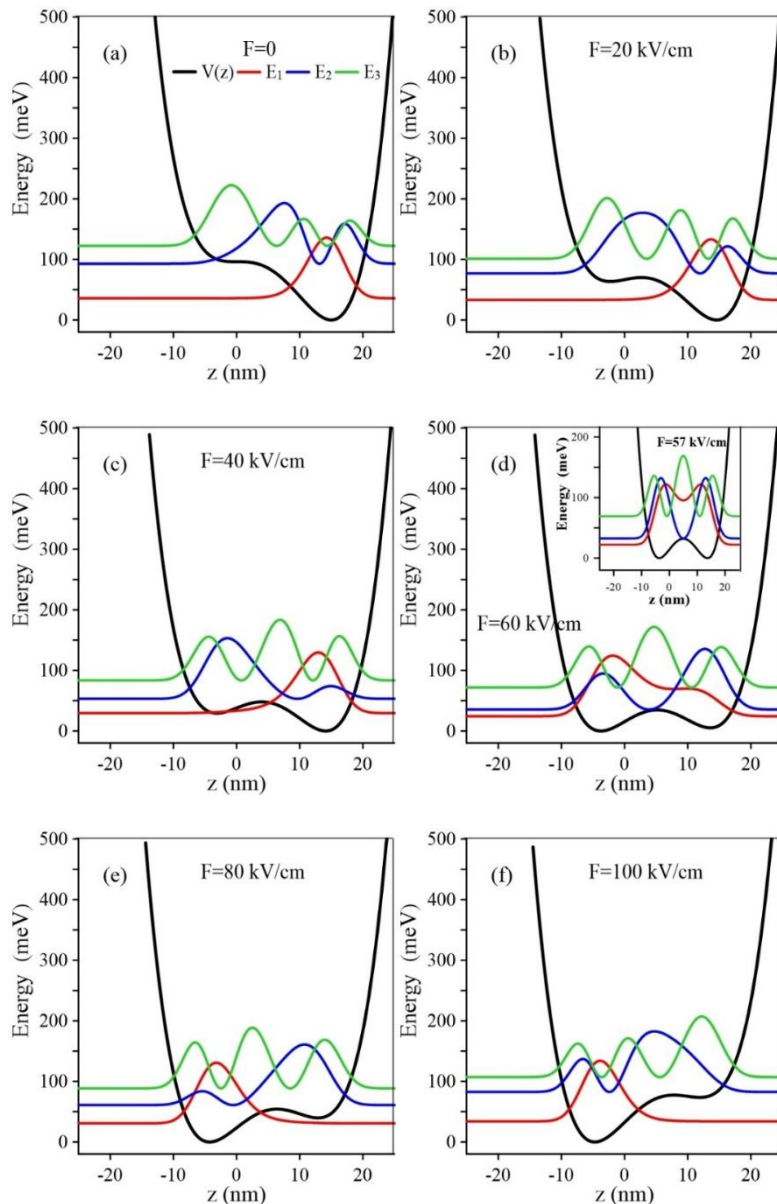 (a)
F=0
V(z) E₁ E₂ E₃
Energy (meV)
500
400
300
200
100
0
-20 -10 0 10 20
z (nm)
(b)
F=20 kV/cm
Energy (meV)
500
400
300
200
100
0
-20 -10 0 10 20
z (nm)
(c)
F=40 kV/cm
Energy (meV)
500
400
300
200
100
0
-20 -10 0 10 20
z (nm)
(d)
F=57 kV/cm
Energy (meV)
200
100
0
-20 -10 0 10 20
z (nm)
F=60 kV/cm
Energy (meV)
500
400
300
200
100
0
-20 -10 0 10 20
z (nm)
(e)
F=80 kV/cm
Energy (meV)
500
400
300
200
100
0
-20 -10 0 10 20
z (nm)
(f)
F=100 kV/cm
Energy (meV)
500
400
300
200
100
0
-20 -10 0 10 20
z (nm)